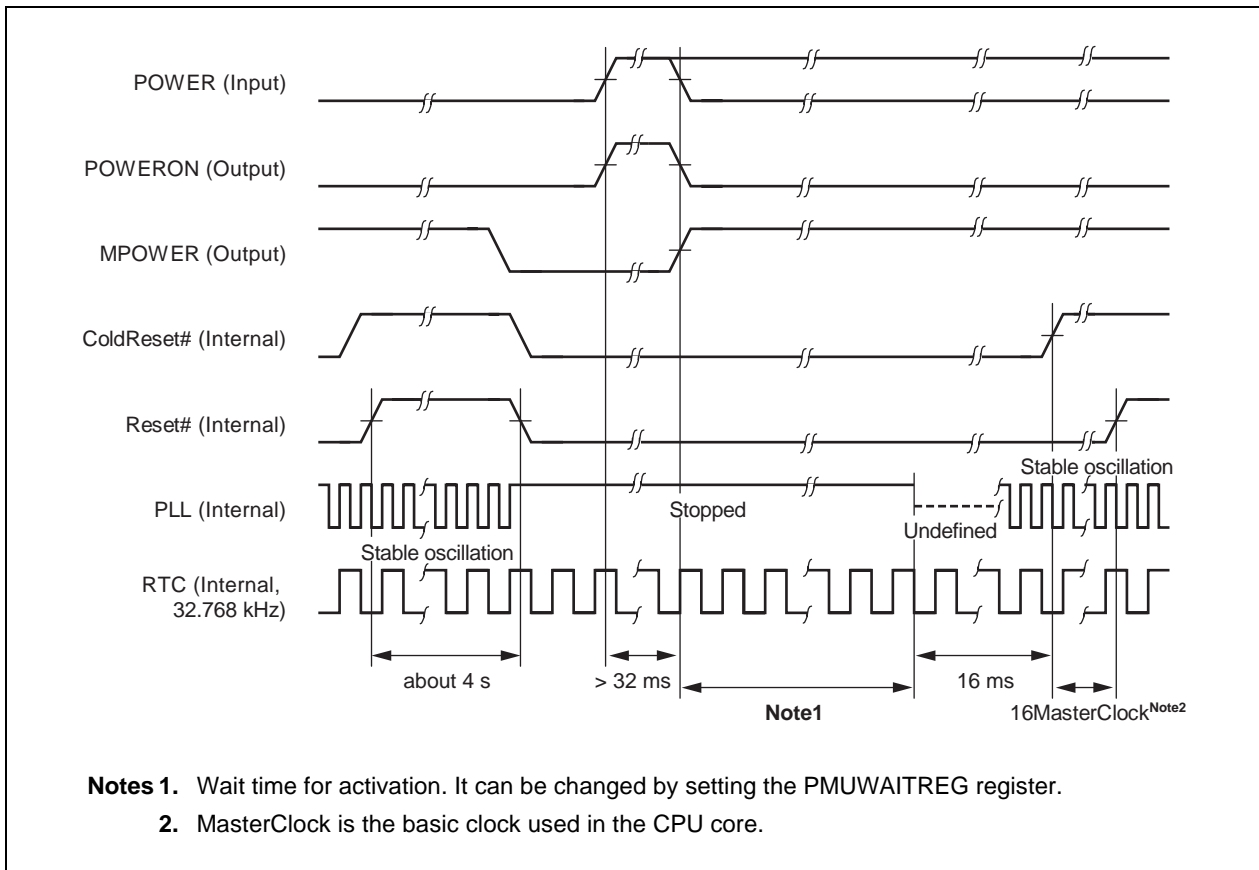 POWER (Input)
POWERON (Output)
MPOWER (Output)
ColdReset# (Internal)
Reset# (Internal)
Stable oscillation
PLL (Internal)
Stopped
Undefined
Stable oscillation
RTC (Internal,
32.768 kHz)
about 4 s
> 32 ms
16 ms
Note1
16MasterClockNote2
Notes 1. Wait time for activation. It can be changed by setting the PMUWAITREG register.
2. MasterClock is the basic clock used in the CPU core.